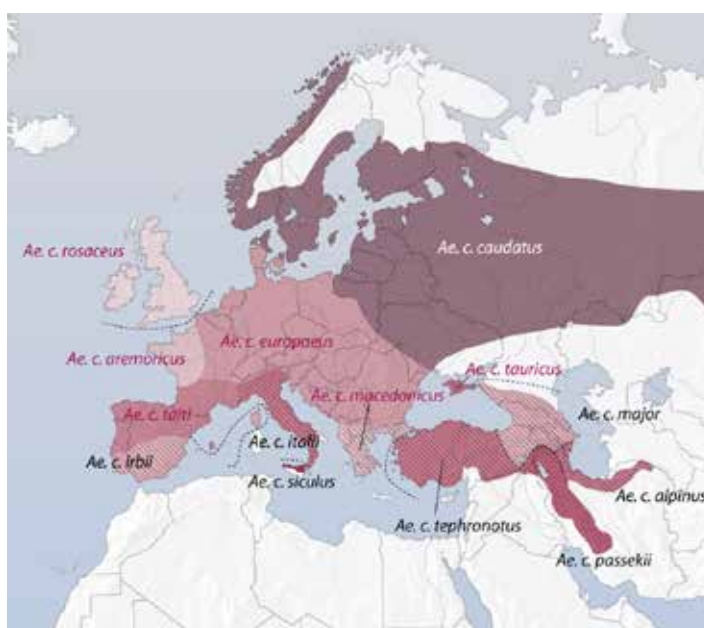 Ae. c. rosaceus
Ae. c. caudatus
Ae. c. aremoricus
Ae. c. europaeus
Ae. c. tauricus
Ae. c. macedonicus
Ae. c. major
Ae. c. taiti
Ae. c. irbii
Ae. c. italii
Ae. c. siculus
Ae. c. alpinus
Ae. c. tephronotus
Ae. c. passekii